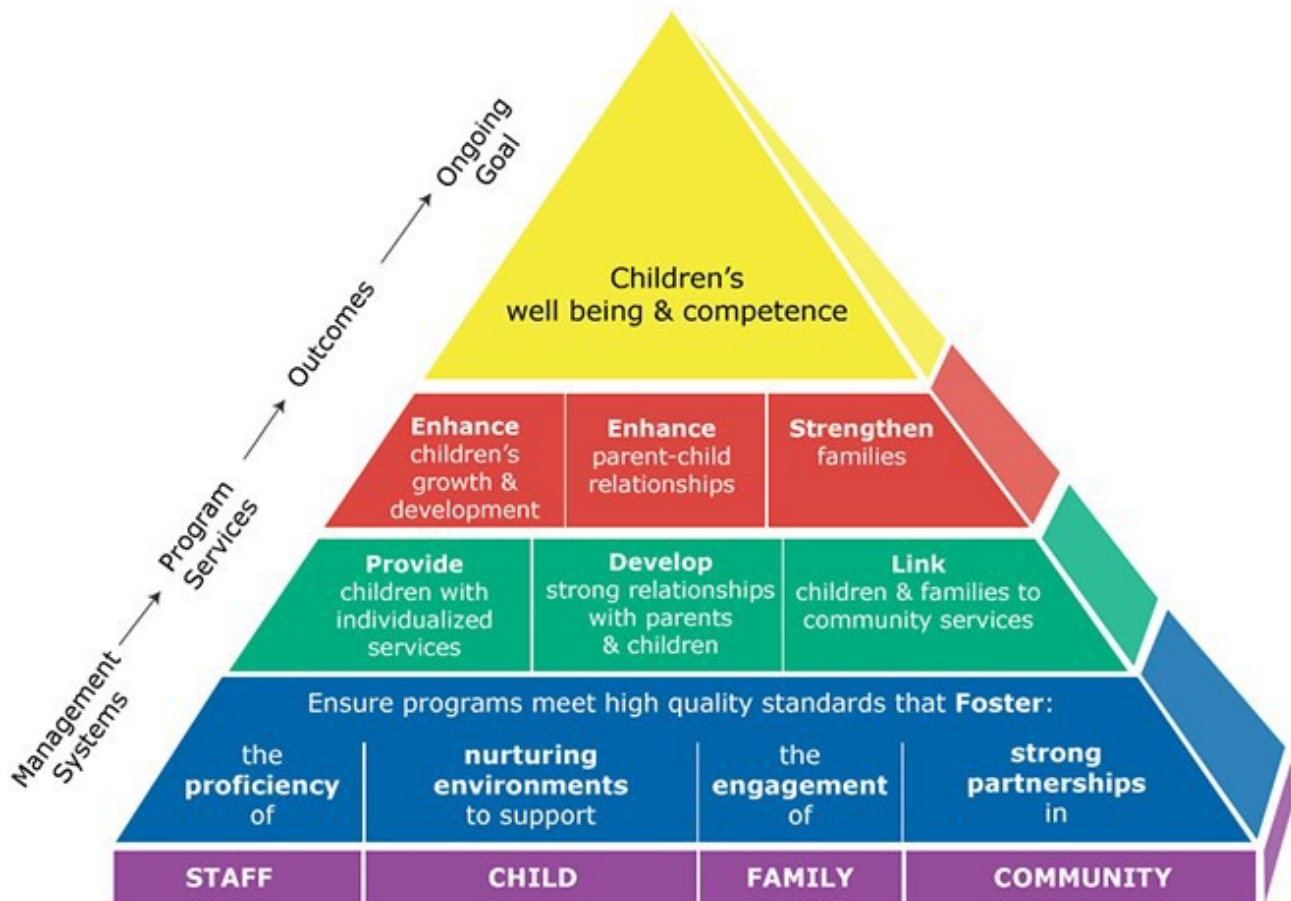 Ongoing
Goal
Outcomes
Program
Services
Management
Systems
Children's
well being & competence
Enhance
children's
growth &
development
Enhance
parent-child
relationships
Strengthen
families
Provide
children with
individualized
services
Develop
strong relationships
with parents
& children
Link
children & families to
community services
Ensure programs meet high quality standards that Foster:
the
proficiency
of
nurturing
environments
to support
the
engagement
of
strong
partnerships
in
STAFF
CHILD
FAMILY
COMMUNITY